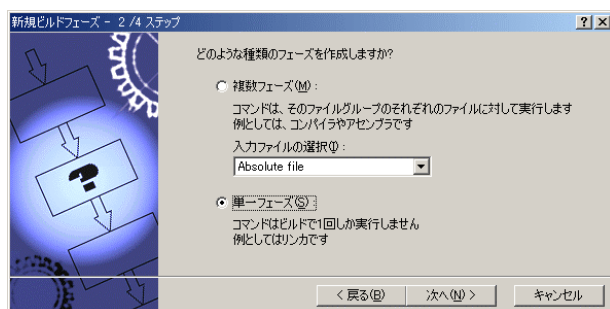 新規ビルドフェーズ - 2 /4 ステップ
どのような種類のフェーズを作成しますか?
複数フェーズ(M) :
コマンドは、そのファイルグループのそれぞれのファイルに対して実行します
例としては、コンパイラやアセンブラです
入力ファイルの選択(I) :
Absolute file
単一フェーズ(S) :
コマンドはビルドで1回しか実行しません
例としてはリンカです
< 戻る(B) 次へ(N) > キャンセル